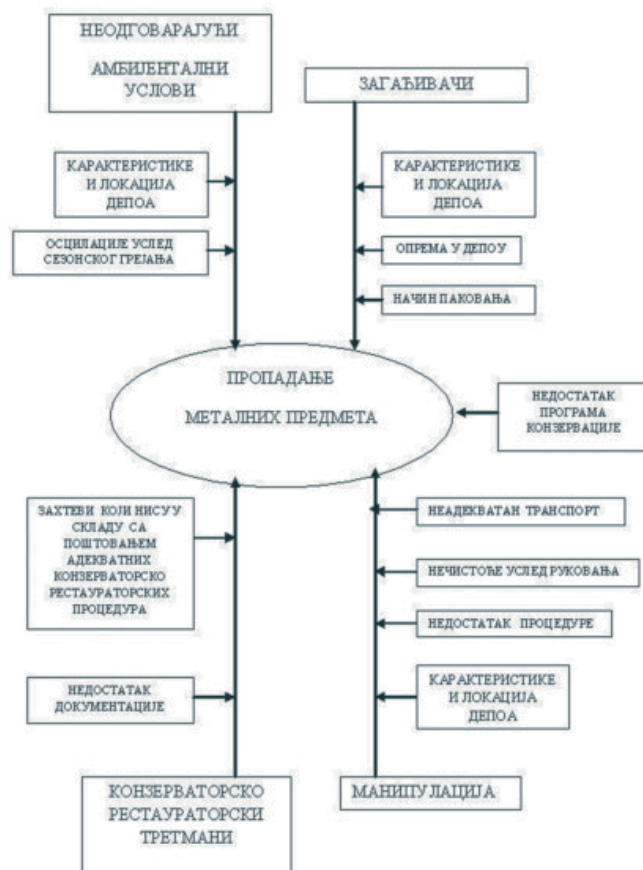 НЕОДГОВАРАЈУЋИ
АМБИЈЕНТАЛНИ
УСЛОВИ
ЗАГАЂИВАЧИ
КАРАКТЕРИСТИКЕ
И ЛОКАЦИЈА
ДЕПОА
КАРАКТЕРИСТИКЕ
И ЛОКАЦИЈА
ДЕПОА
ОСЦИЛАЦИЈЕ УСЛЕД
СЕЗОНСКОГ ГРЕЈАЊА
ОПРЕМА У ДЕПОУ
НАЧИН ПАКОВАЊА
ПРОПАДАЊЕ
МЕТАЛНИХ ПРЕДМЕТА
НЕДОСТАТАК
ПРОГРАМА
КОНЗЕРВАЦИЈЕ
ЗАХТЕВИ КОЈИ НИСУ У
СКЛАДУ СА
ПОШТОВАЊЕМ
АДЕКВАТНИХ
КОНЗЕРВАТОРСКО
РЕСТАУРАТОРСКИХ
ПРОЦЕДУРА
НЕАДЕКВАТАН ТРАНСПОРТ
НЕЧИСТОЋЕ УСЛЕД РУКОВАЊА
НЕДОСТАТАК ПРОЦЕДУРЕ
НЕДОСТАТАК
ДОКУМЕНТАЦИЈЕ
КАРАКТЕРИСТИКЕ
И ЛОКАЦИЈА
ДЕПОА
КОНЗЕРВАТОРСКО
РЕСТАУРАТОРСКИ
ТРЕТМАНИ
МАНИПУЛАЦИЈА